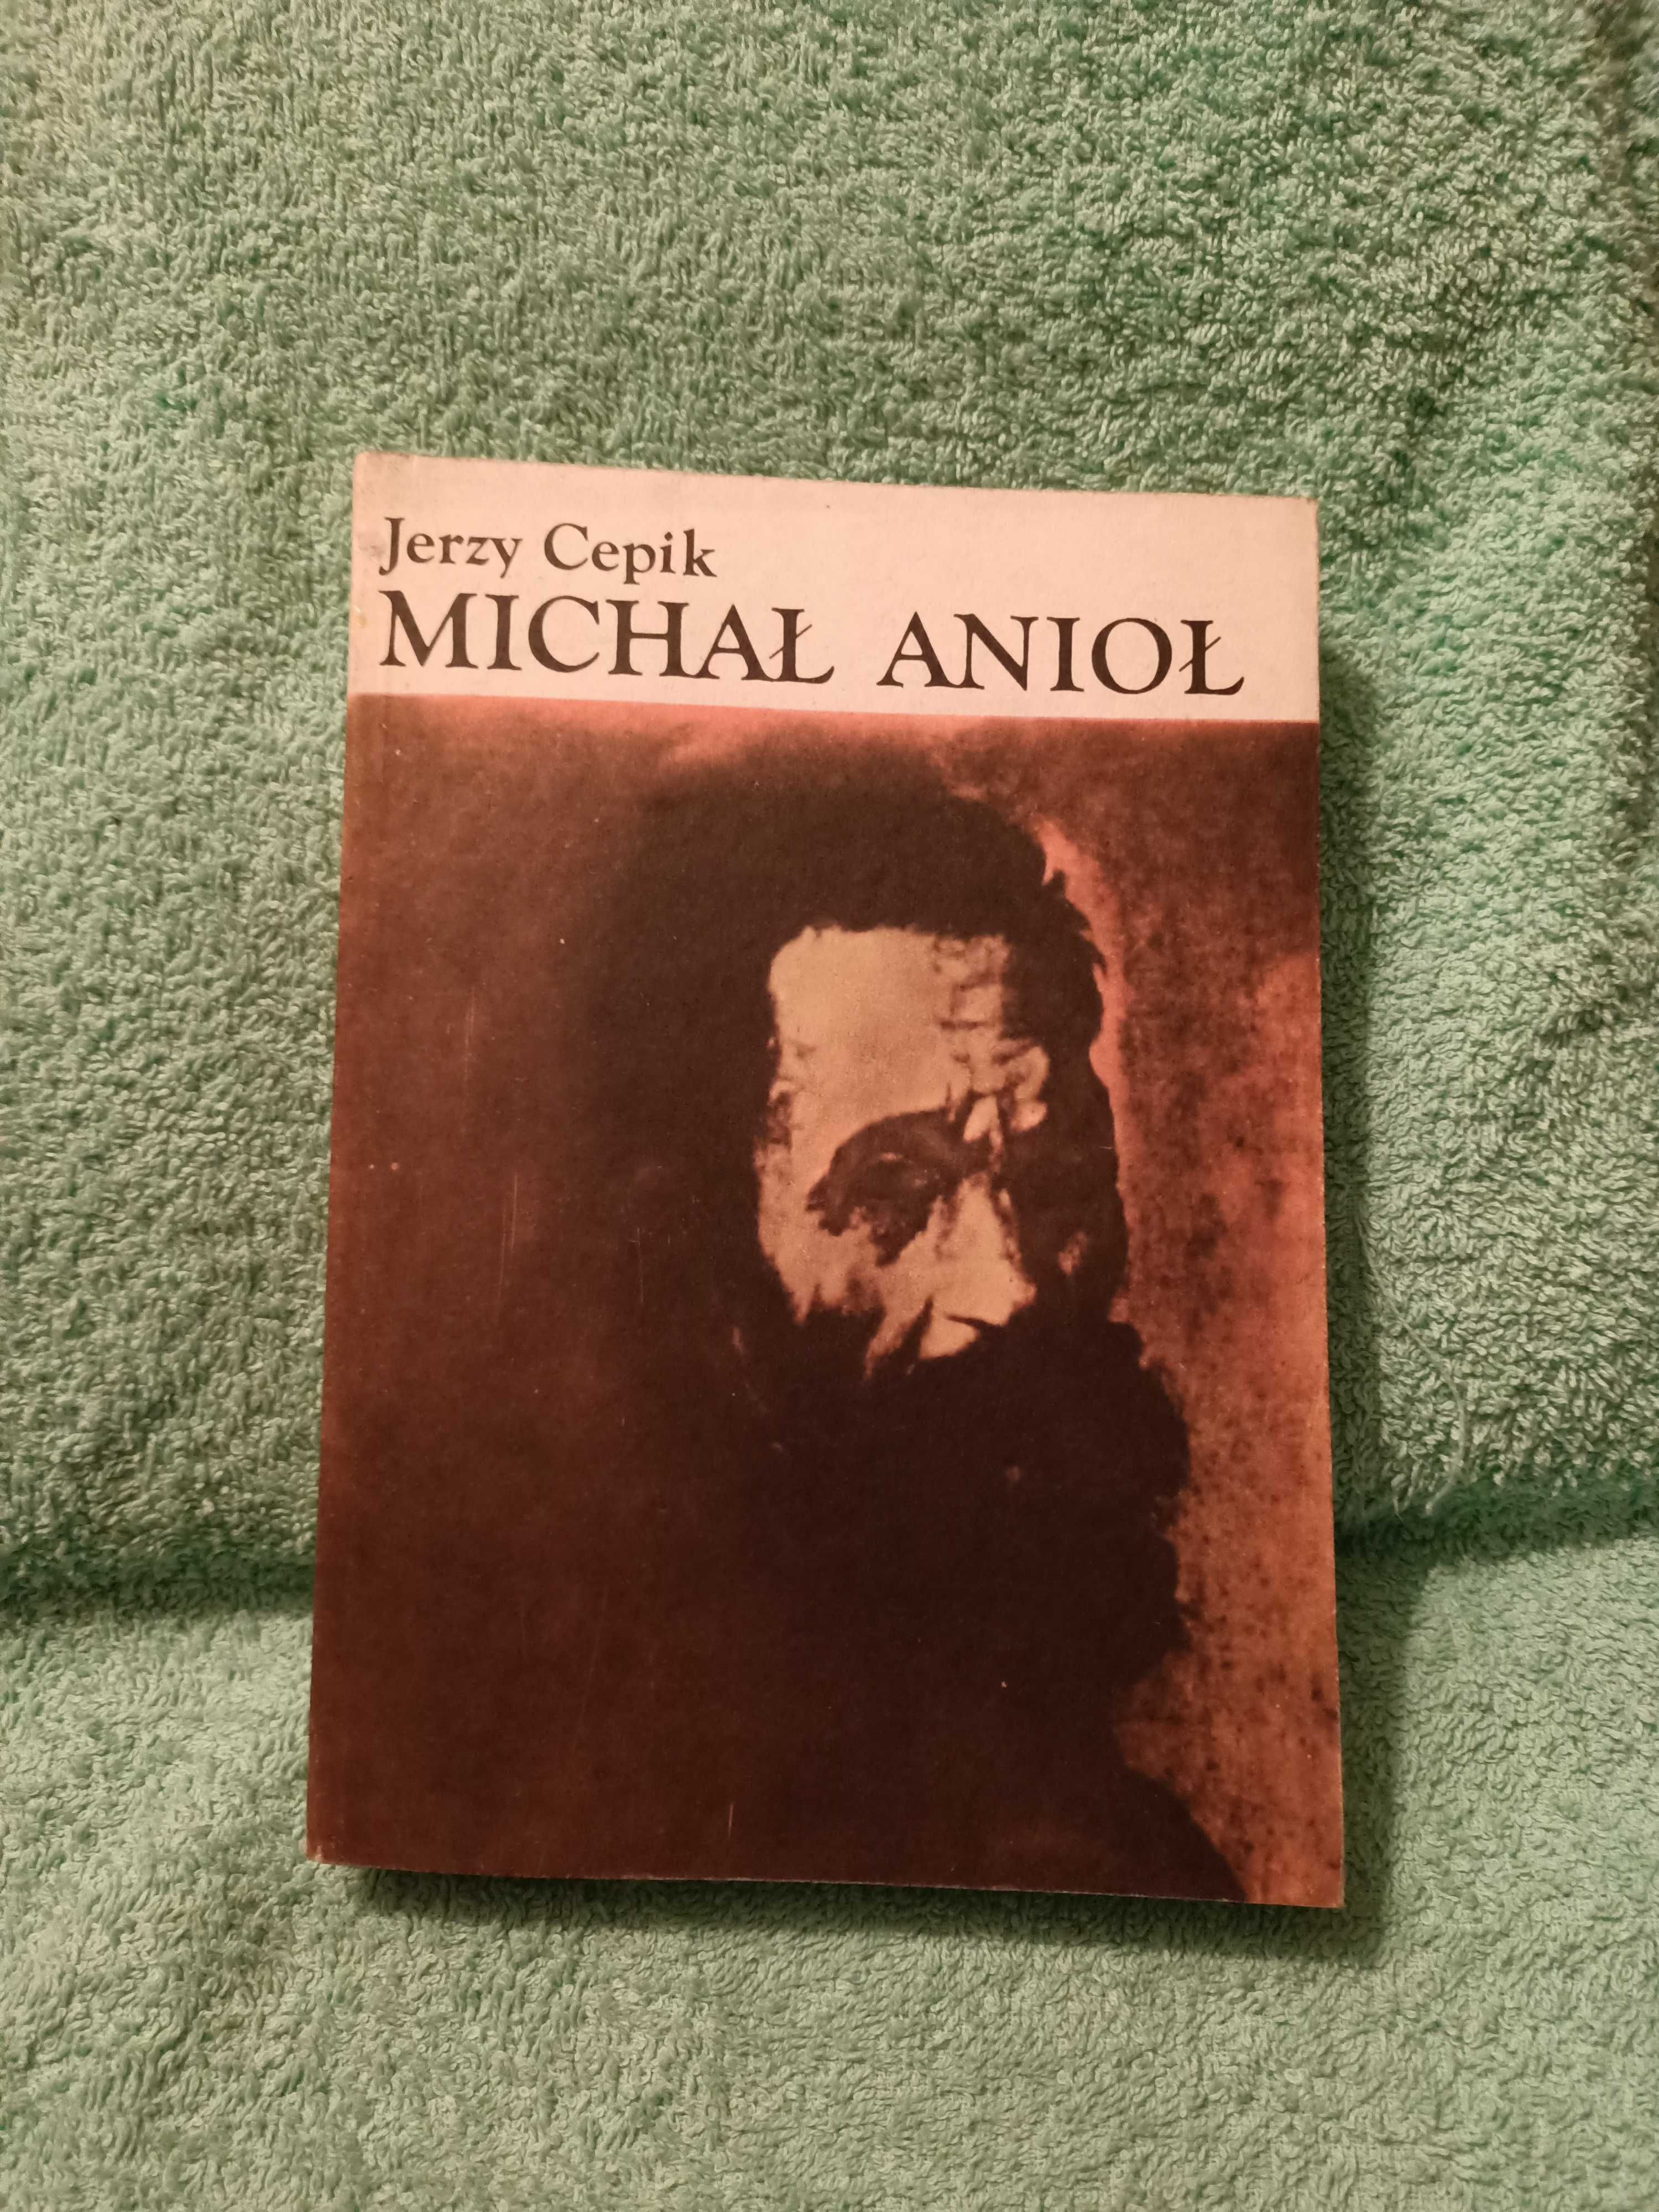 Jerzy Cepik
MICHAŁ ANIOŁ